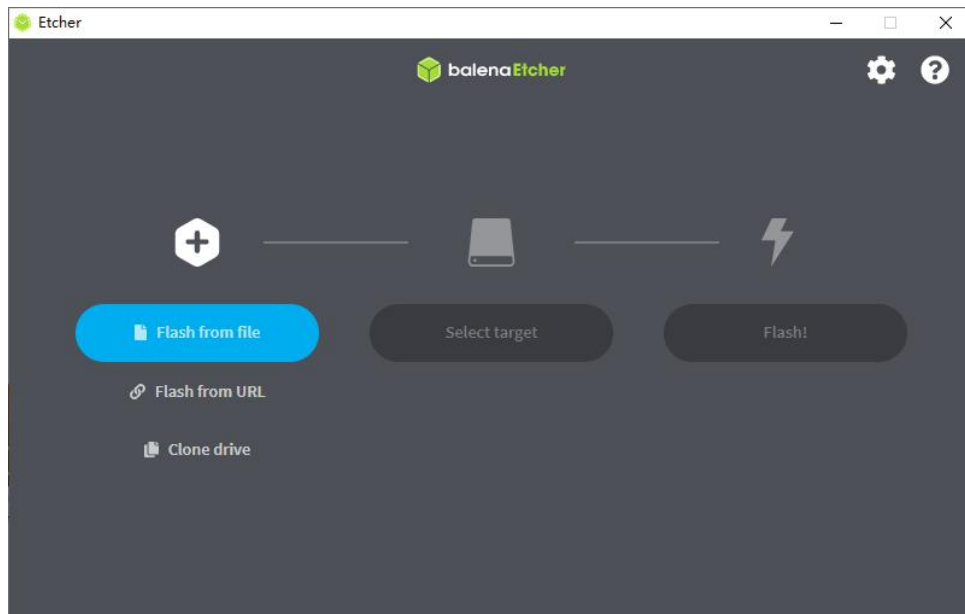 Etcher
balenaEtcher
Flash from file
Select target
Flash!
Flash from URL
Clone drive